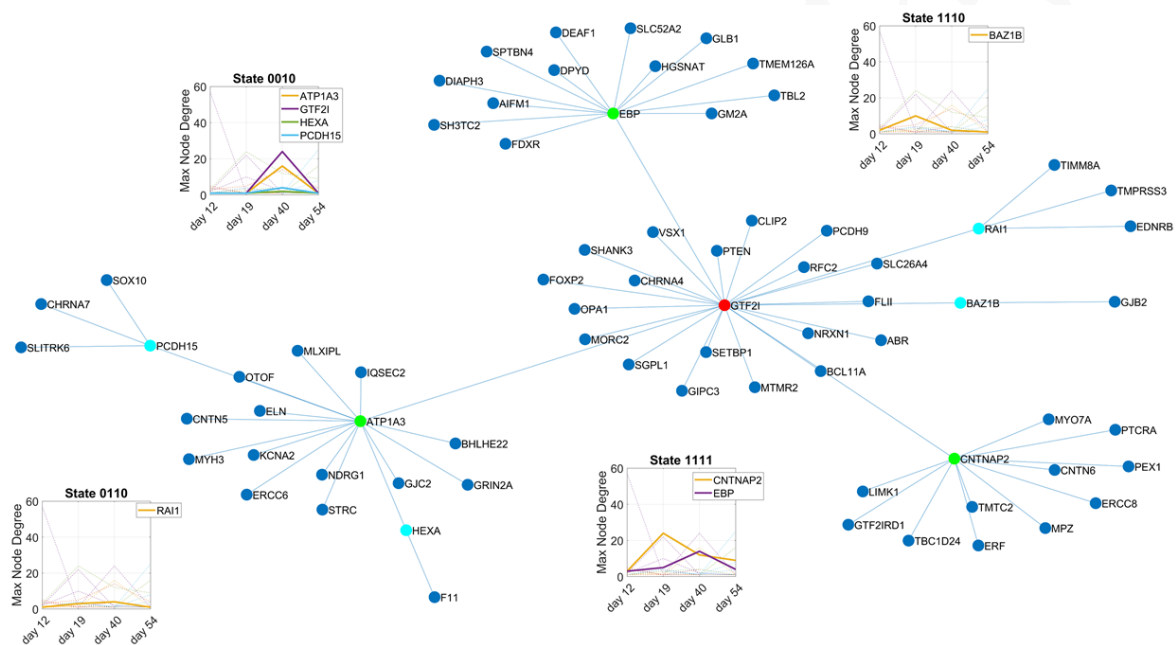 State 0010
Max Node Degree
60
40
20
0
day 12
day 19
day 40
day 54
ATP1A3
GTF2I
HEXA
PCDH15
State 1110
Max Node Degree
60
40
20
0
day 12
day 19
day 40
day 54
BAZ1B
DEAF1
SLC52A2
GLB1
SPTBN4
DPYD
HGSNAT
TMEM126A
DIAPH3
AIFM1
TBL2
EBP
GM2A
SH3TC2
FDXR
TIMM8A
TMPRSS3
EDNRB
RAI1
CLIP2
VSX1
PCDH9
SHANK3
PTEN
RFC2
SLC26A4
FOXP2
CHRNA4
OPA1
GTF2I
FLII
BAZ1B
GJB2
MORC2
NRXN1
ABR
SETBP1
SGPL1
BCL11A
GIPC3
MTMR2
SOX10
CHRNA7
SLITRK6
PCDH15
MLXIPL
OTOF
IQSEC2
CNTN5
ELN
ATP1A3
BHLHE22
MYH3
KCNA2
NDRG1
GJC2
GRIN2A
ERCC6
STRC
HEXA
F11
MYO7A
PTCRA
CNTNAP2
CNTN6
PEX1
LIMK1
TMTC2
ERCC8
GTF2IRD1
TBC1D24
ERF
MPZ
State 0110
Max Node Degree
60
40
20
0
day 12
day 19
day 40
day 54
RAI1
State 1111
Max Node Degree
60
40
20
0
day 12
day 19
day 40
day 54
CNTNAP2
EBP